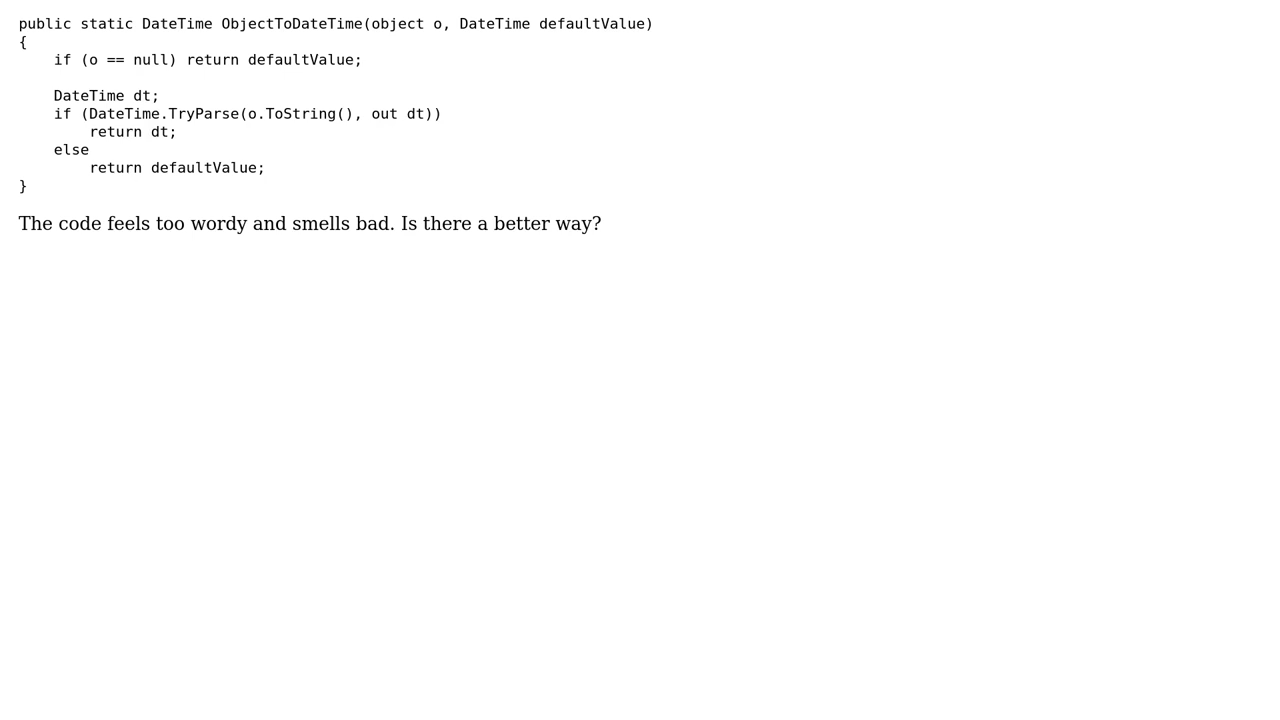 public static DateTime ObjectToDateTime(object o, DateTime defaultValue)
{
    if (o == null) return defaultValue;

    DateTime dt;
    if (DateTime.TryParse(o.ToString(), out dt))
        return dt;
    else
        return defaultValue;
}
The code feels too wordy and smells bad. Is there a better way?